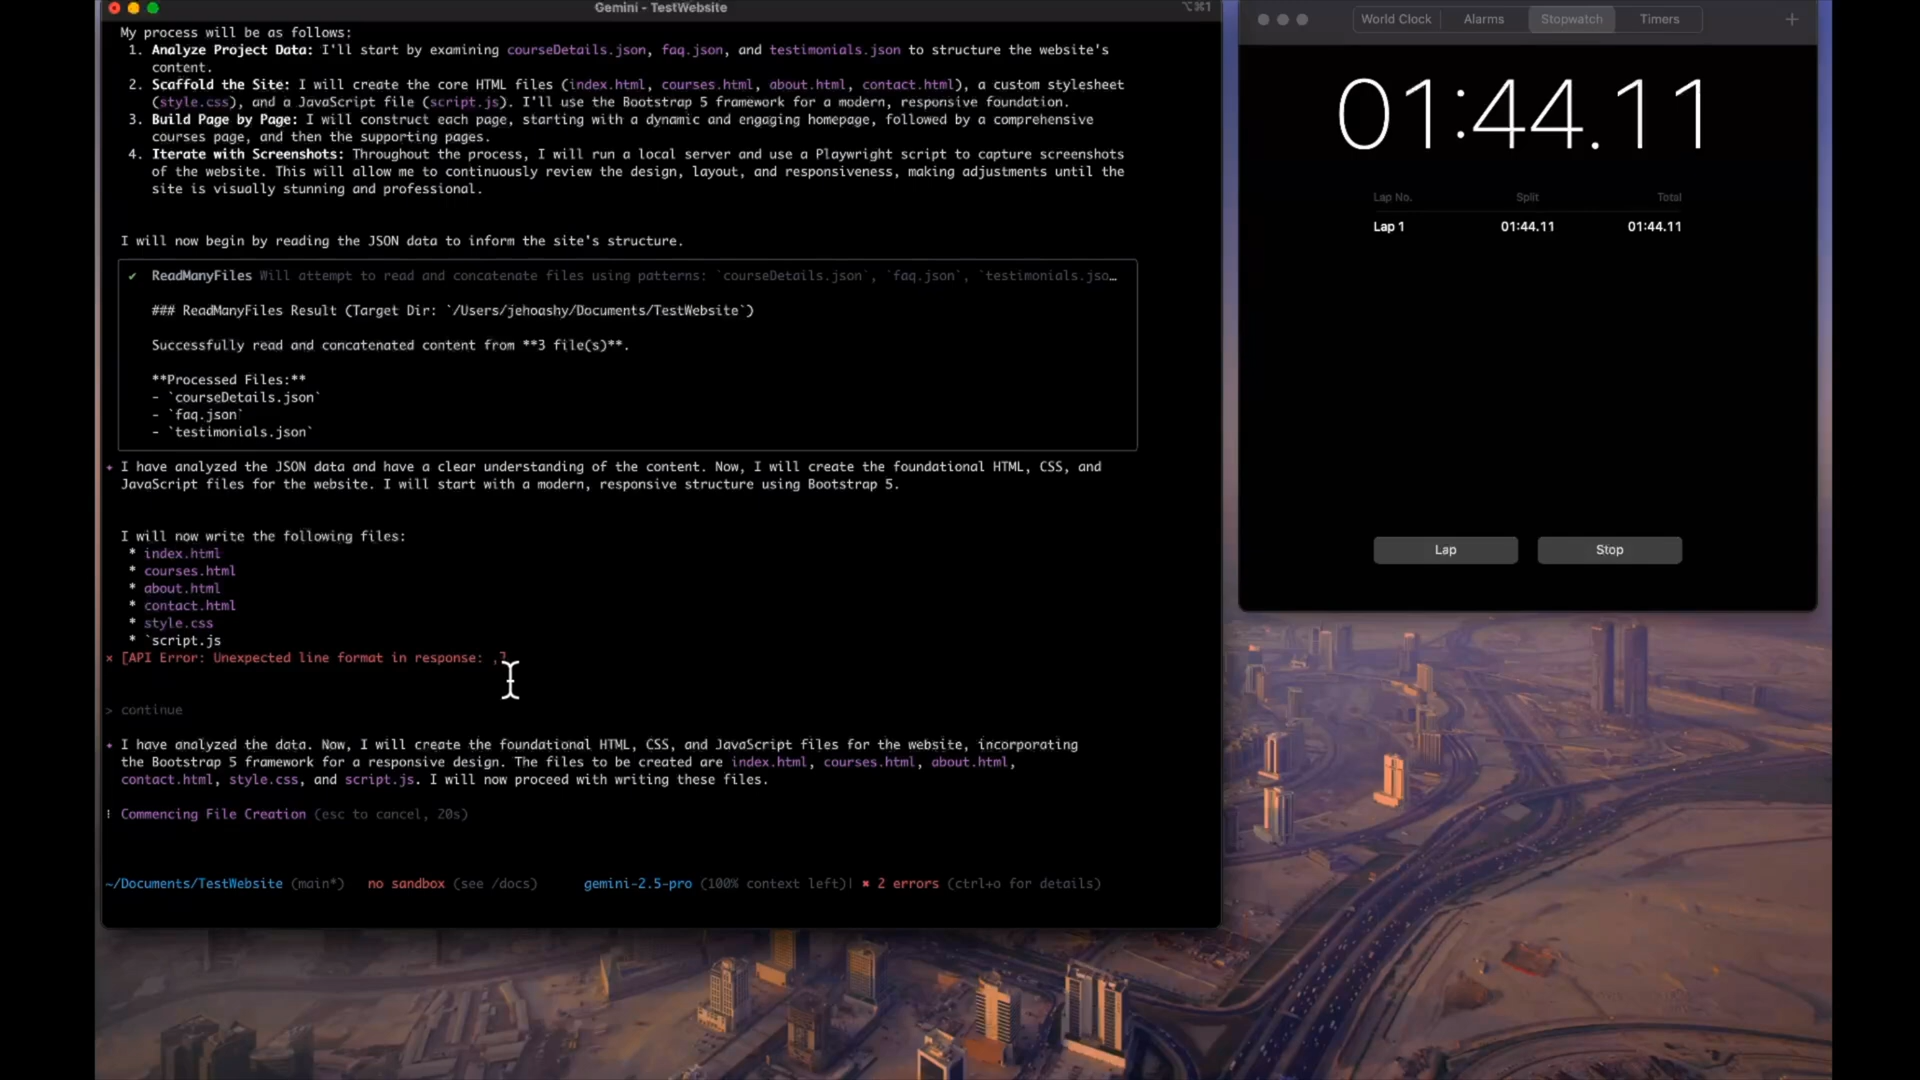 Gemini - TestWebsite
⌥⌘1
My process will be as follows:
1. Analyze Project Data: I'll start by examining courseDetails.json, faq.json, and testimonials.json to structure the website's
content.
2. Scaffold the Site: I will create the core HTML files (index.html, courses.html, about.html, contact.html), a custom stylesheet
(style.css), and a JavaScript file (script.js). I'll use the Bootstrap 5 framework for a modern, responsive foundation.
3. Build Page by Page: I will construct each page, starting with a dynamic and engaging homepage, followed by a comprehensive
courses page, and then the supporting pages.
4. Iterate with Screenshots: Throughout the process, I will run a local server and use a Playwright script to capture screenshots
of the website. This will allow me to continuously review the design, layout, and responsiveness, making adjustments until the
site is visually stunning and professional.
I will now begin by reading the JSON data to inform the site's structure.
✔ ReadManyFiles Will attempt to read and concatenate files using patterns: `courseDetails.json`, `faq.json`, `testimonials.jso…
### ReadManyFiles Result (Target Dir: `/Users/jehoashy/Documents/TestWebsite`)
Successfully read and concatenated content from **3 file(s)**.
**Processed Files:**
- `courseDetails.json`
- `faq.json`
- `testimonials.json`
✦ I have analyzed the JSON data and have a clear understanding of the content. Now, I will create the foundational HTML, CSS, and
JavaScript files for the website. I will start with a modern, responsive structure using Bootstrap 5.
I will now write the following files:
* index.html
* courses.html
* about.html
* contact.html
* style.css
* `script.js
✕ [API Error: Unexpected line format in response: ,]
> continue
✦ I have analyzed the data. Now, I will create the foundational HTML, CSS, and JavaScript files for the website, incorporating
the Bootstrap 5 framework for a responsive design. The files to be created are index.html, courses.html, about.html,
contact.html, style.css, and script.js. I will now proceed with writing these files.
Commencing File Creation (esc to cancel, 20s)
~/Documents/TestWebsite (main*) no sandbox (see /docs) gemini-2.5-pro (100% context left)| ✖ 2 errors (ctrl+o for details)
World Clock Alarms Stopwatch Timers +
01:44.11
Lap No. Split Total
Lap 1 01:44.11 01:44.11
Lap Stop